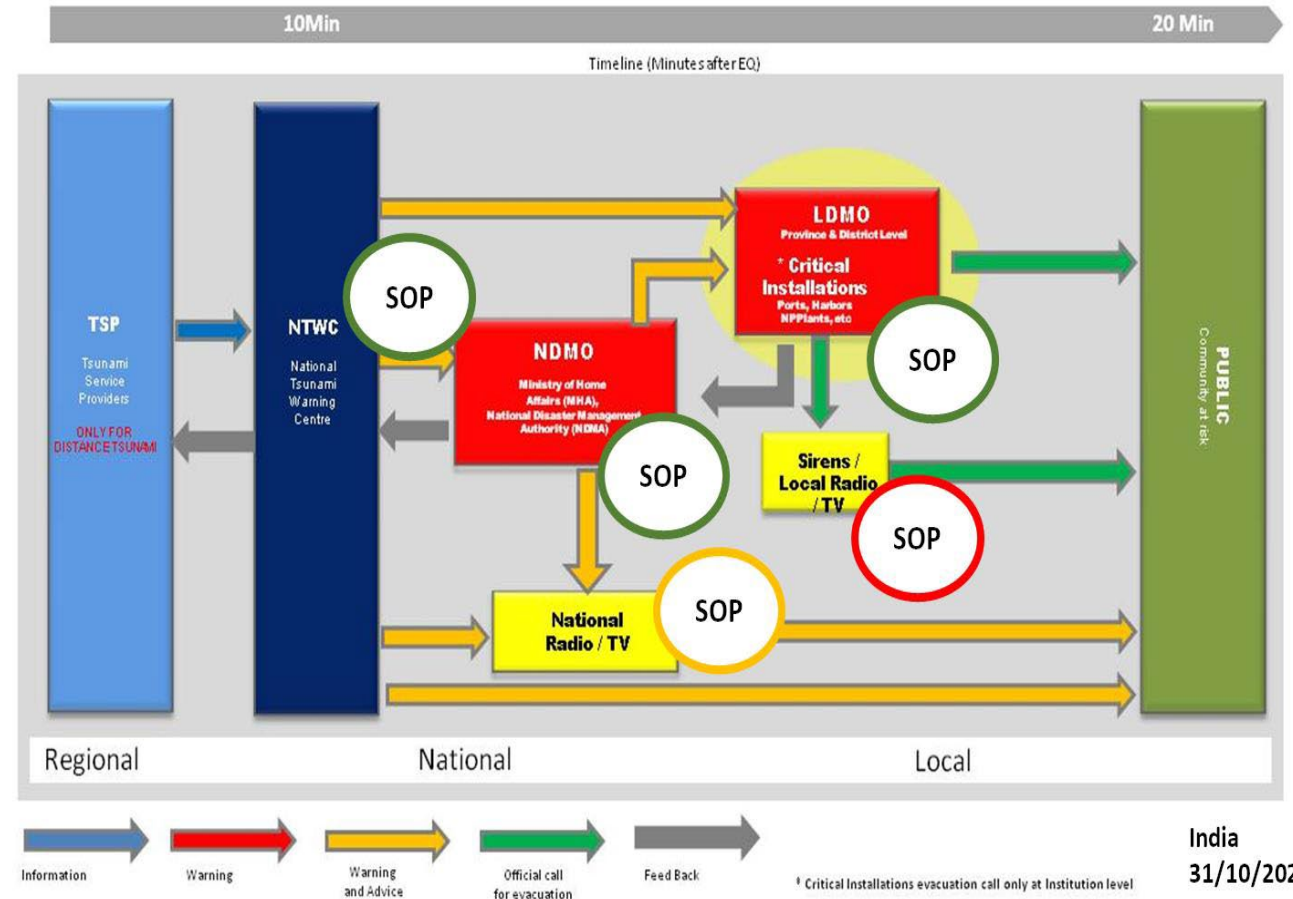 10Min
20 Min
Timeline (Minutes after EQ)
TSP
Tsunami
Service
Providers
ONLY FOR
DISTANCE TSUNAMI
NTWC
National
Tsunami
Warning
Centre
SOP
NDMO
Ministry of Home
Affairs (MHA),
National Disaster Management
Authority (NDMA)
SOP
LDMO
Province & District Level
* Critical
Installations
Ports, Harbors
NPPlants, etc
SOP
Sirens /
Local Radio
/ TV
SOP
National
Radio / TV
SOP
PUBLIC
Community at risk
Regional
National
Local
Information
Warning
Warning
and Advice
Official call
for evacuation
Feed Back
* Critical Installations evacuation call only at Institution level
India
31/10/202